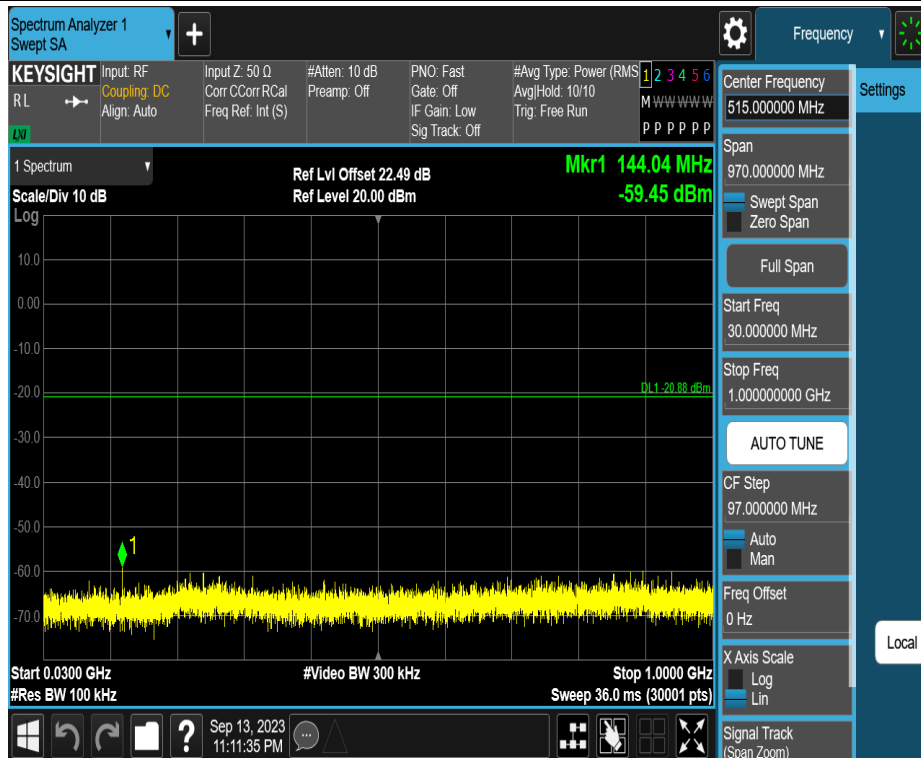 Spectrum Analyzer 1
Swept SA
Frequency
KEYSIGHT
RL
LXI
Input: RF
Coupling: DC
Align: Auto
Input Z: 50 Ω
Corr CCorr RCal
Freq Ref: Int (S)
#Atten: 10 dB
Preamp: Off
PNO: Fast
Gate: Off
IF Gain: Low
Sig Track: Off
#Avg Type: Power (RMS
Avg|Hold: 10/10
Trig: Free Run
1 2 3 4 5 6
M W W W W W
P P P P P P
1 Spectrum
Scale/Div 10 dB
Log
Ref Lvl Offset 22.49 dB
Ref Level 20.00 dBm
Mkr1 144.04 MHz
-59.45 dBm
10.0
0.00
-10.0
-20.0
DL1 -20.88 dBm
-30.0
-40.0
-50.0
1
-60.0
-70.0
Start 0.0300 GHz
#Res BW 100 kHz
#Video BW 300 kHz
Stop 1.0000 GHz
Sweep 36.0 ms (30001 pts)
?
Sep 13, 2023
11:11:35 PM
Center Frequency
515.000000 MHz
Span
970.000000 MHz
Swept Span
Zero Span
Full Span
Start Freq
30.000000 MHz
Stop Freq
1.000000000 GHz
AUTO TUNE
CF Step
97.000000 MHz
Auto
Man
Freq Offset
0 Hz
X Axis Scale
Log
Lin
Signal Track
(Span Zoom)
Settings
Local